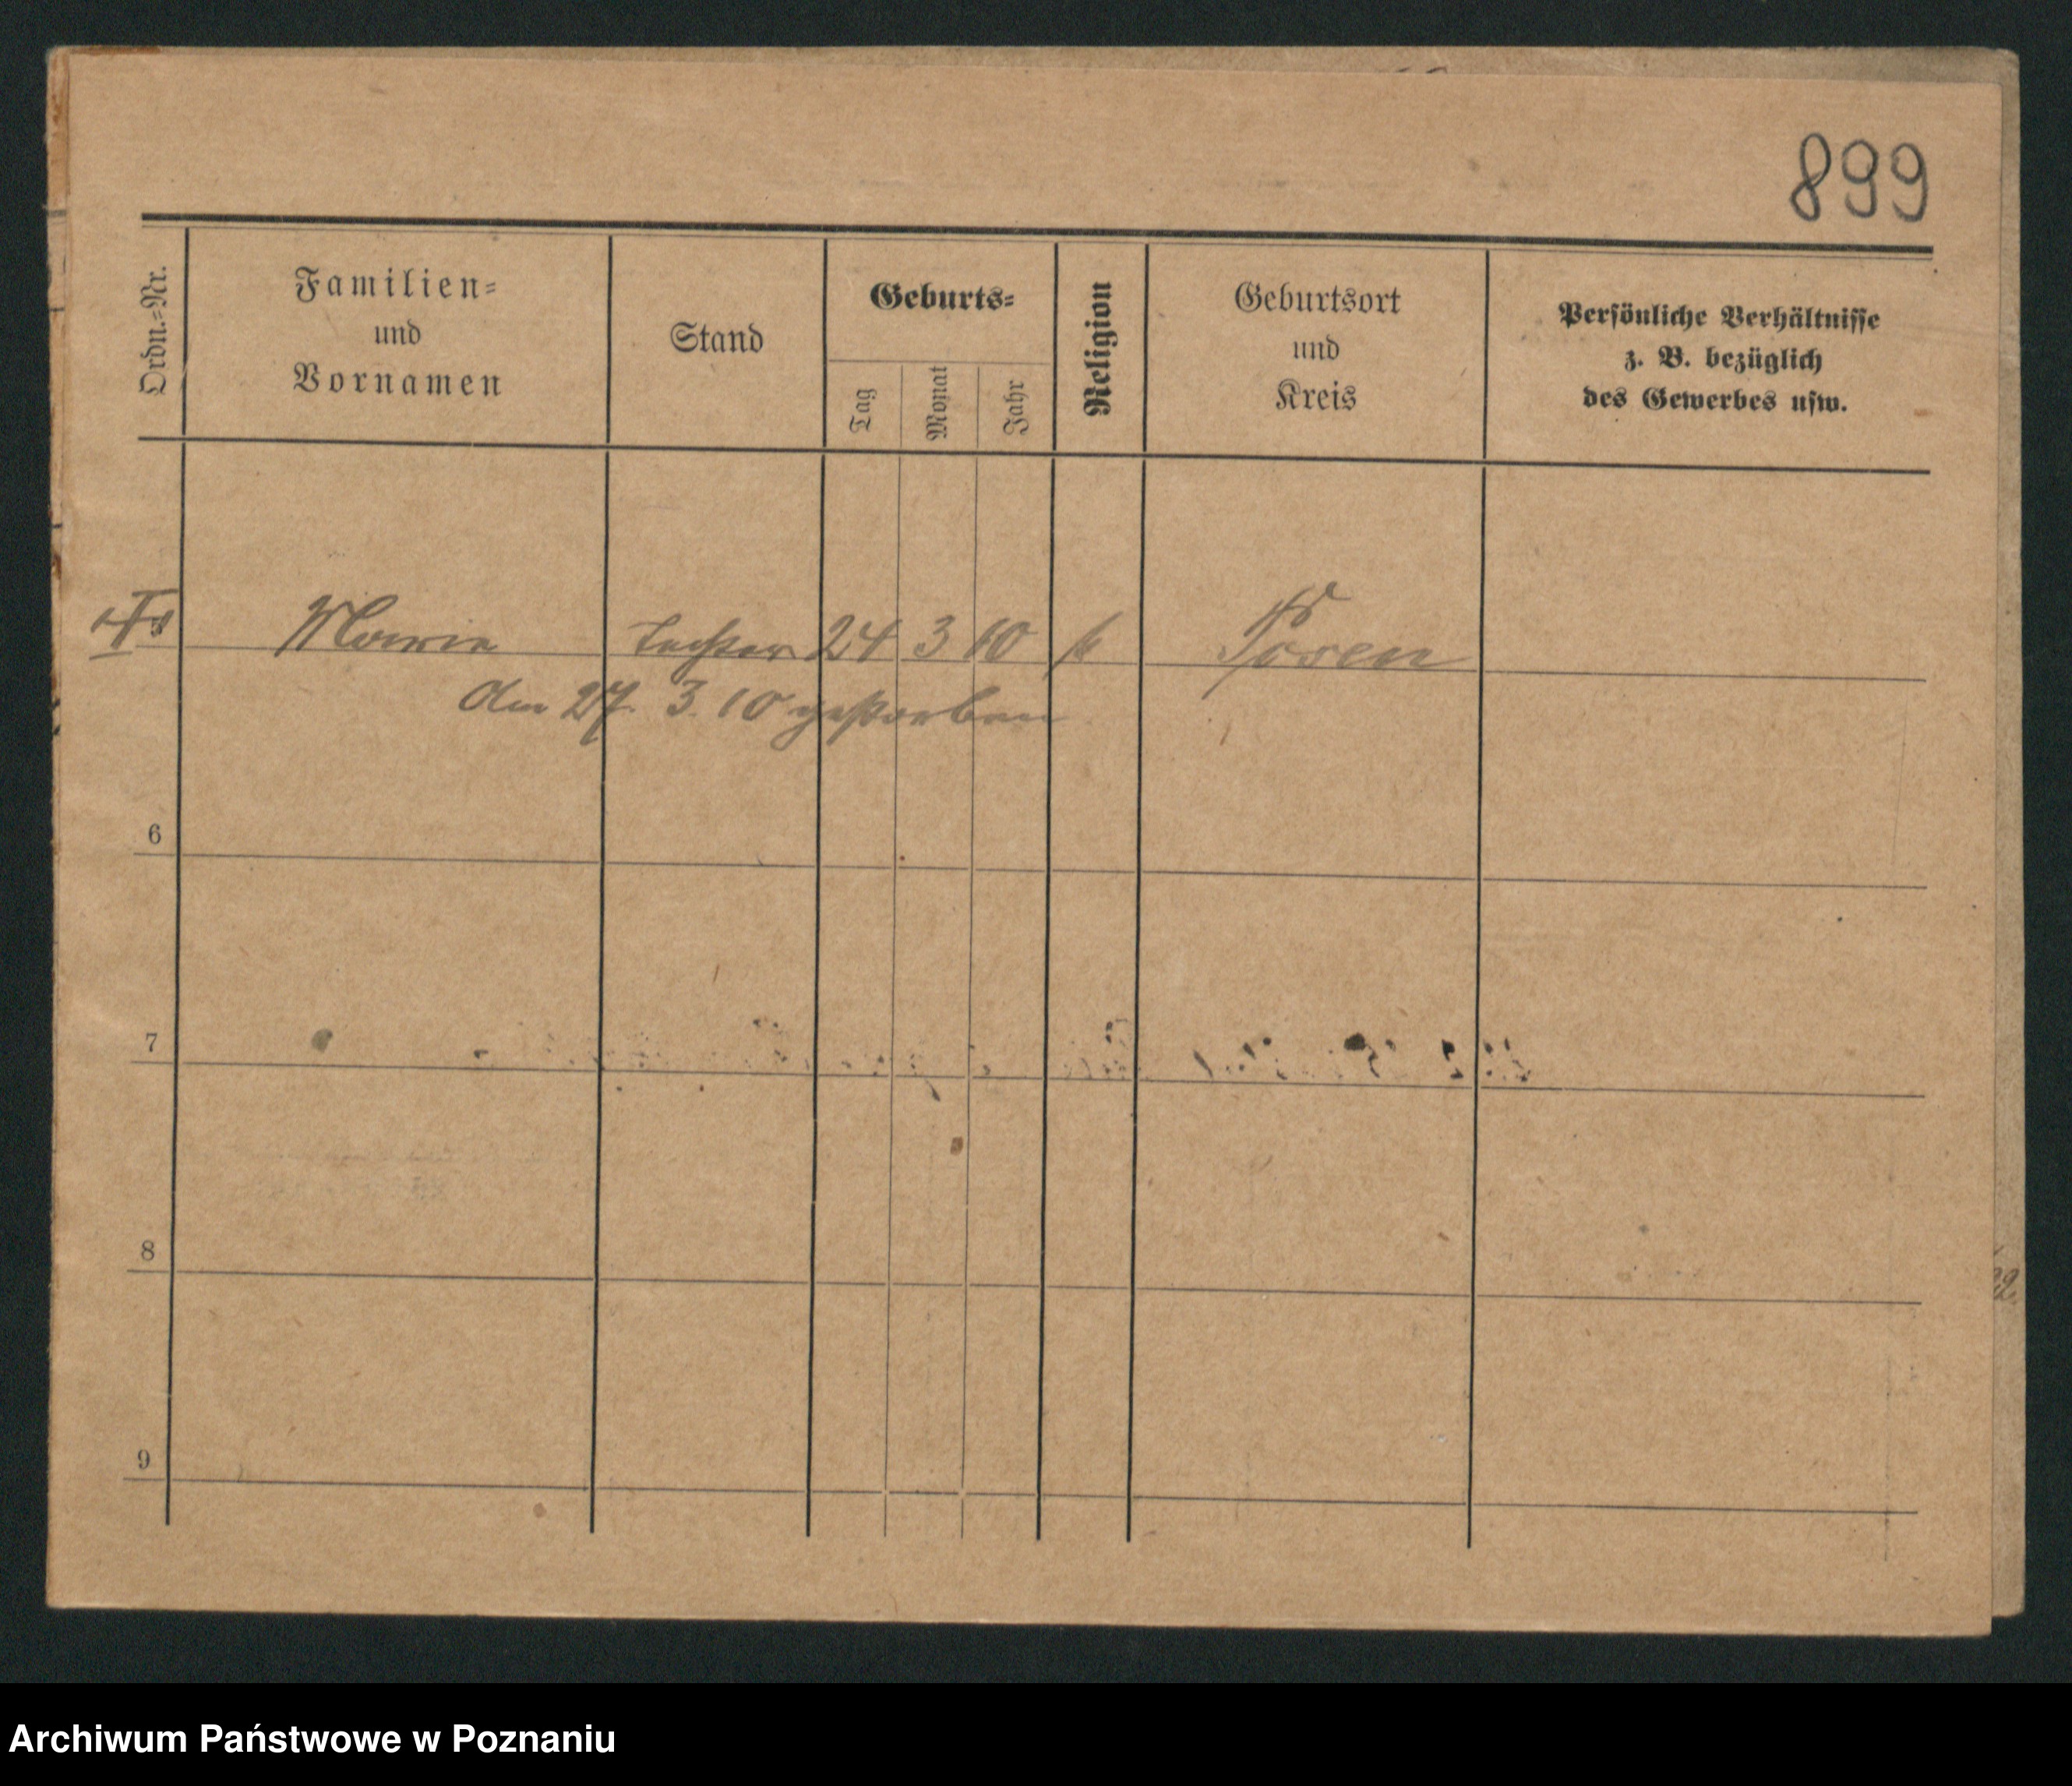 899
Ordn.=Nr.
Familien=
und
Vornamen
Stand
Geburts=
Tag
Monat
Jahr
Religion
Geburtsort
und
Kreis
Persönliche Verhältnisse
z. B. bezüglich
des Gewerbes usw.
Marie Tochter 24 3 10 k Posen
den 27. 3. 10 gestorben
6
7
8
9
22.
Archiwum Państwowe w Poznaniu